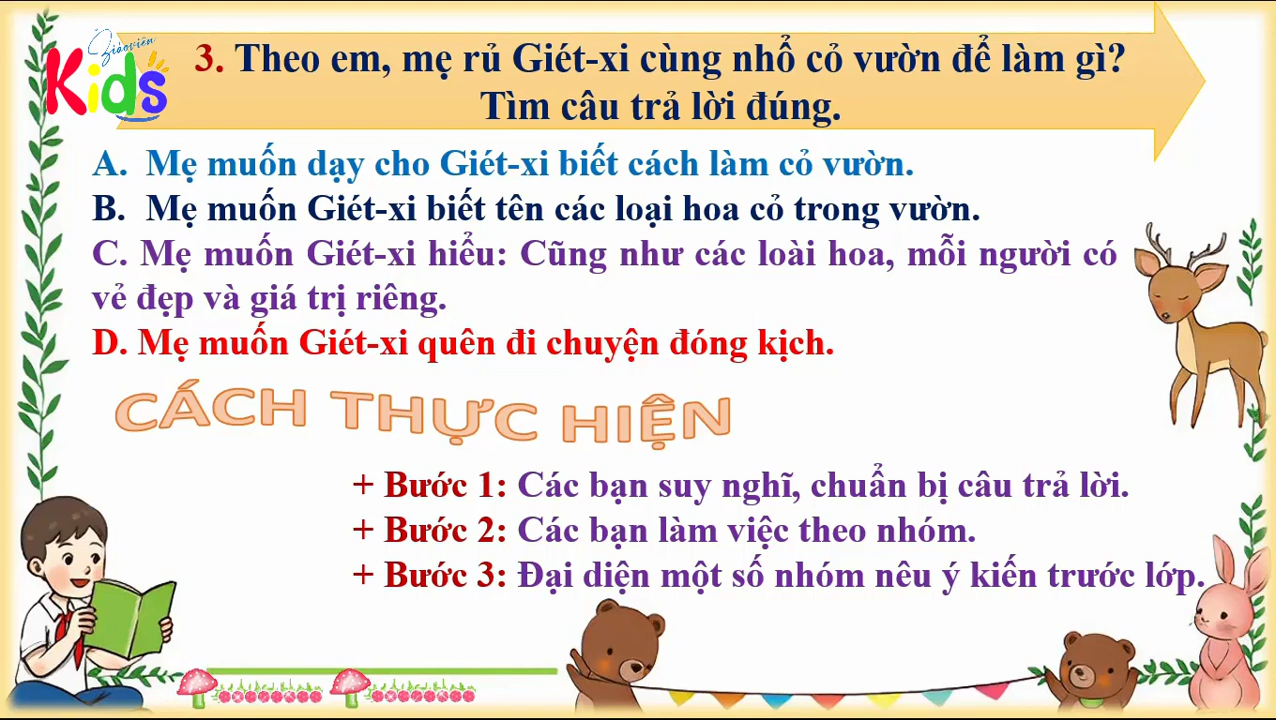 Giáo viên
Kids
3. Theo em, mẹ rủ Giét-xi cùng nhổ cỏ vườn để làm gì?
Tìm câu trả lời đúng.
A. Mẹ muốn dạy cho Giét-xi biết cách làm cỏ vườn.
B. Mẹ muốn Giét-xi biết tên các loại hoa cỏ trong vườn.
C. Mẹ muốn Giét-xi hiểu: Cũng như các loài hoa, mỗi người có
vẻ đẹp và giá trị riêng.
D. Mẹ muốn Giét-xi quên đi chuyện đóng kịch.
CÁCH THỰC HIỆN
+ Bước 1: Các bạn suy nghĩ, chuẩn bị câu trả lời.
+ Bước 2: Các bạn làm việc theo nhóm.
+ Bước 3: Đại diện một số nhóm nêu ý kiến trước lớp.